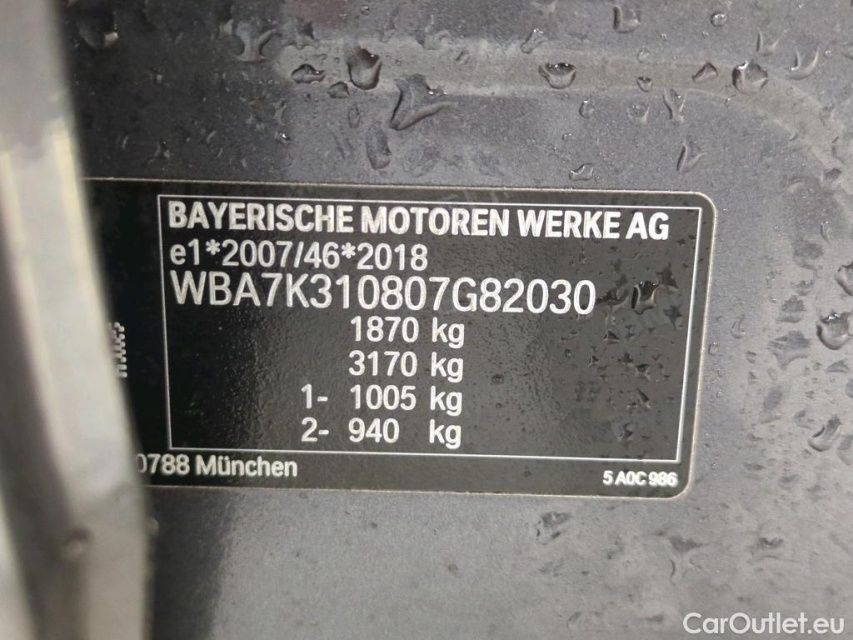 BAYERISCHE MOTOREN WERKE AG
e1*2007/46*2018
WBA7K310807G82030
1870 kg
3170 kg
1- 1005 kg
2- 940 kg
0788 München
5 A0C 986
CarOutlet.eu